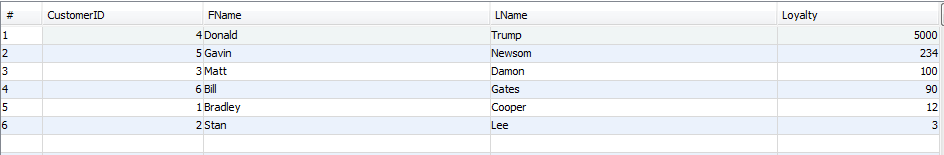 # CustomerID FName LName Loyalty
1 4 Donald Trump 5000
2 5 Gavin Newsom 234
3 3 Matt Damon 100
4 6 Bill Gates 90
5 1 Bradley Cooper 12
6 2 Stan Lee 3